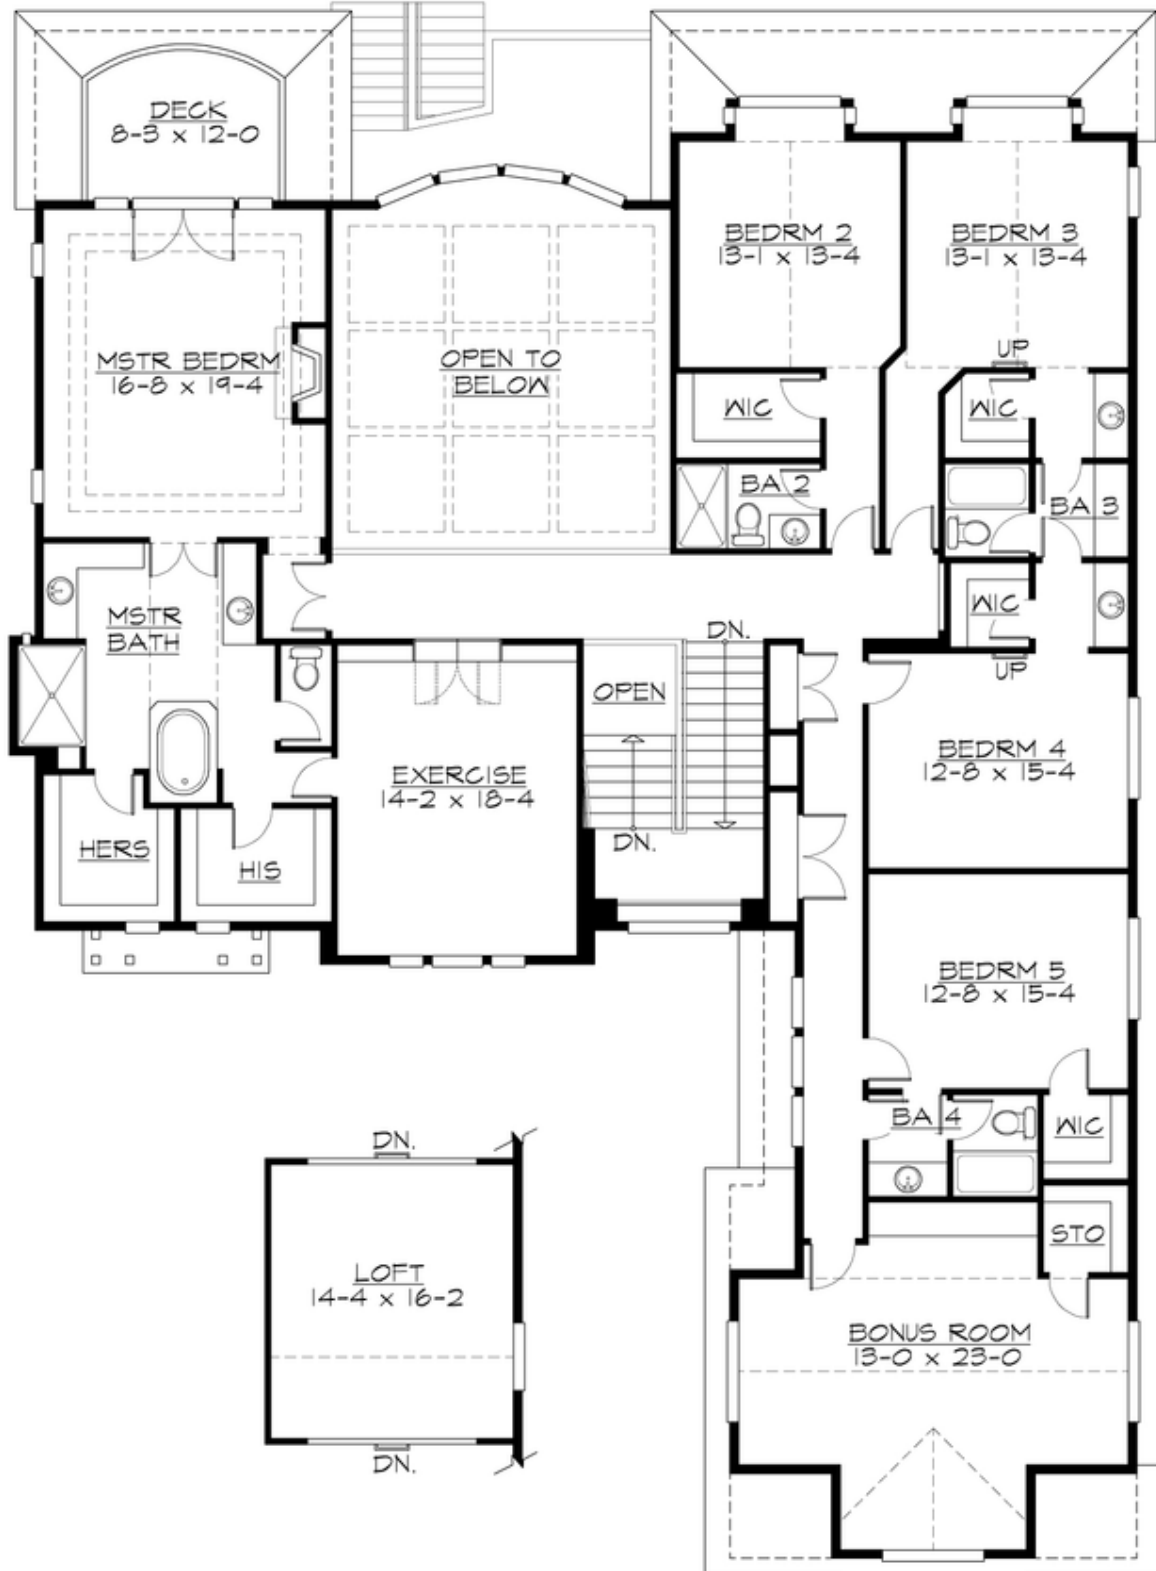 DECK
8-3 x 12-0
BEDRM 2
13-1 x 13-4
BEDRM 3
13-1 x 13-4
MSTR BEDRM
16-8 x 19-4
OPEN TO
BELOW
UP
WIC
WIC
BA 2
BA 3
MSTR
BATH
WIC
DN.
UP
OPEN
BEDRM 4
12-8 x 15-4
EXERCISE
14-2 x 18-4
DN.
HERS
HIS
BEDRM 5
12-8 x 15-4
BA 4
WIC
DN.
STO
LOFT
14-4 x 16-2
BONUS ROOM
13-0 x 23-0
DN.